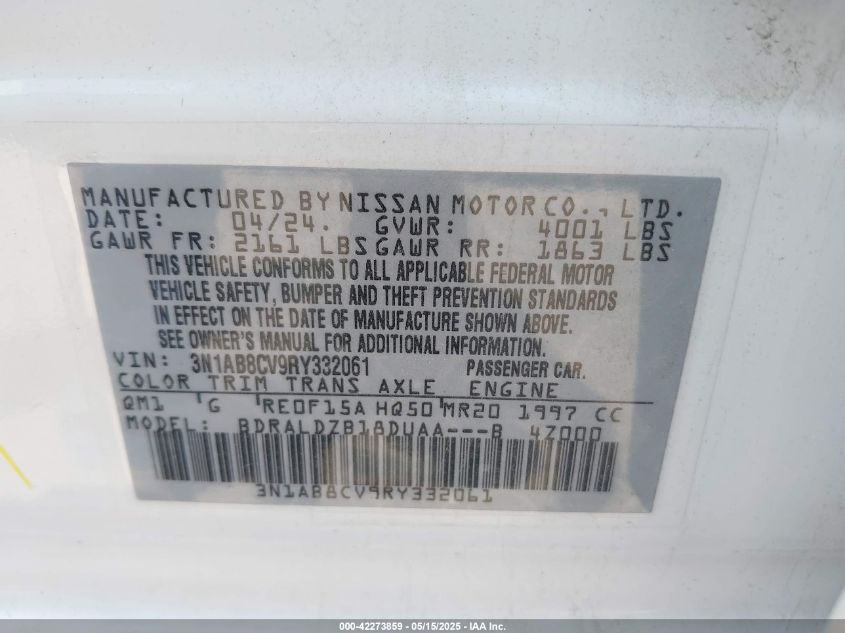 MANUFACTURED BY NISSAN MOTOR CO., LTD.
DATE: 04/24. GVWR: 4001 LBS
GAWR FR: 2161 LBS GAWR RR: 1863 LBS
THIS VEHICLE CONFORMS TO ALL APPLICABLE FEDERAL MOTOR
VEHICLE SAFETY, BUMPER AND THEFT PREVENTION STANDARDS
IN EFFECT ON THE DATE OF MANUFACTURE SHOWN ABOVE.
SEE OWNER'S MANUAL FOR ADDITIONAL INFORMATION.
VIN: 3N1AB8CV9RY332061 PASSENGER CAR.
COLOR TRIM TRANS AXLE ENGINE
QM1 G RE0F15A HQ50 MR20 1997 CC
MODEL: BDRALDZB18DUAA---B 4Z000
3N1AB8CV9RY332061
000-42273859 - 05/15/2025 - IAA Inc.